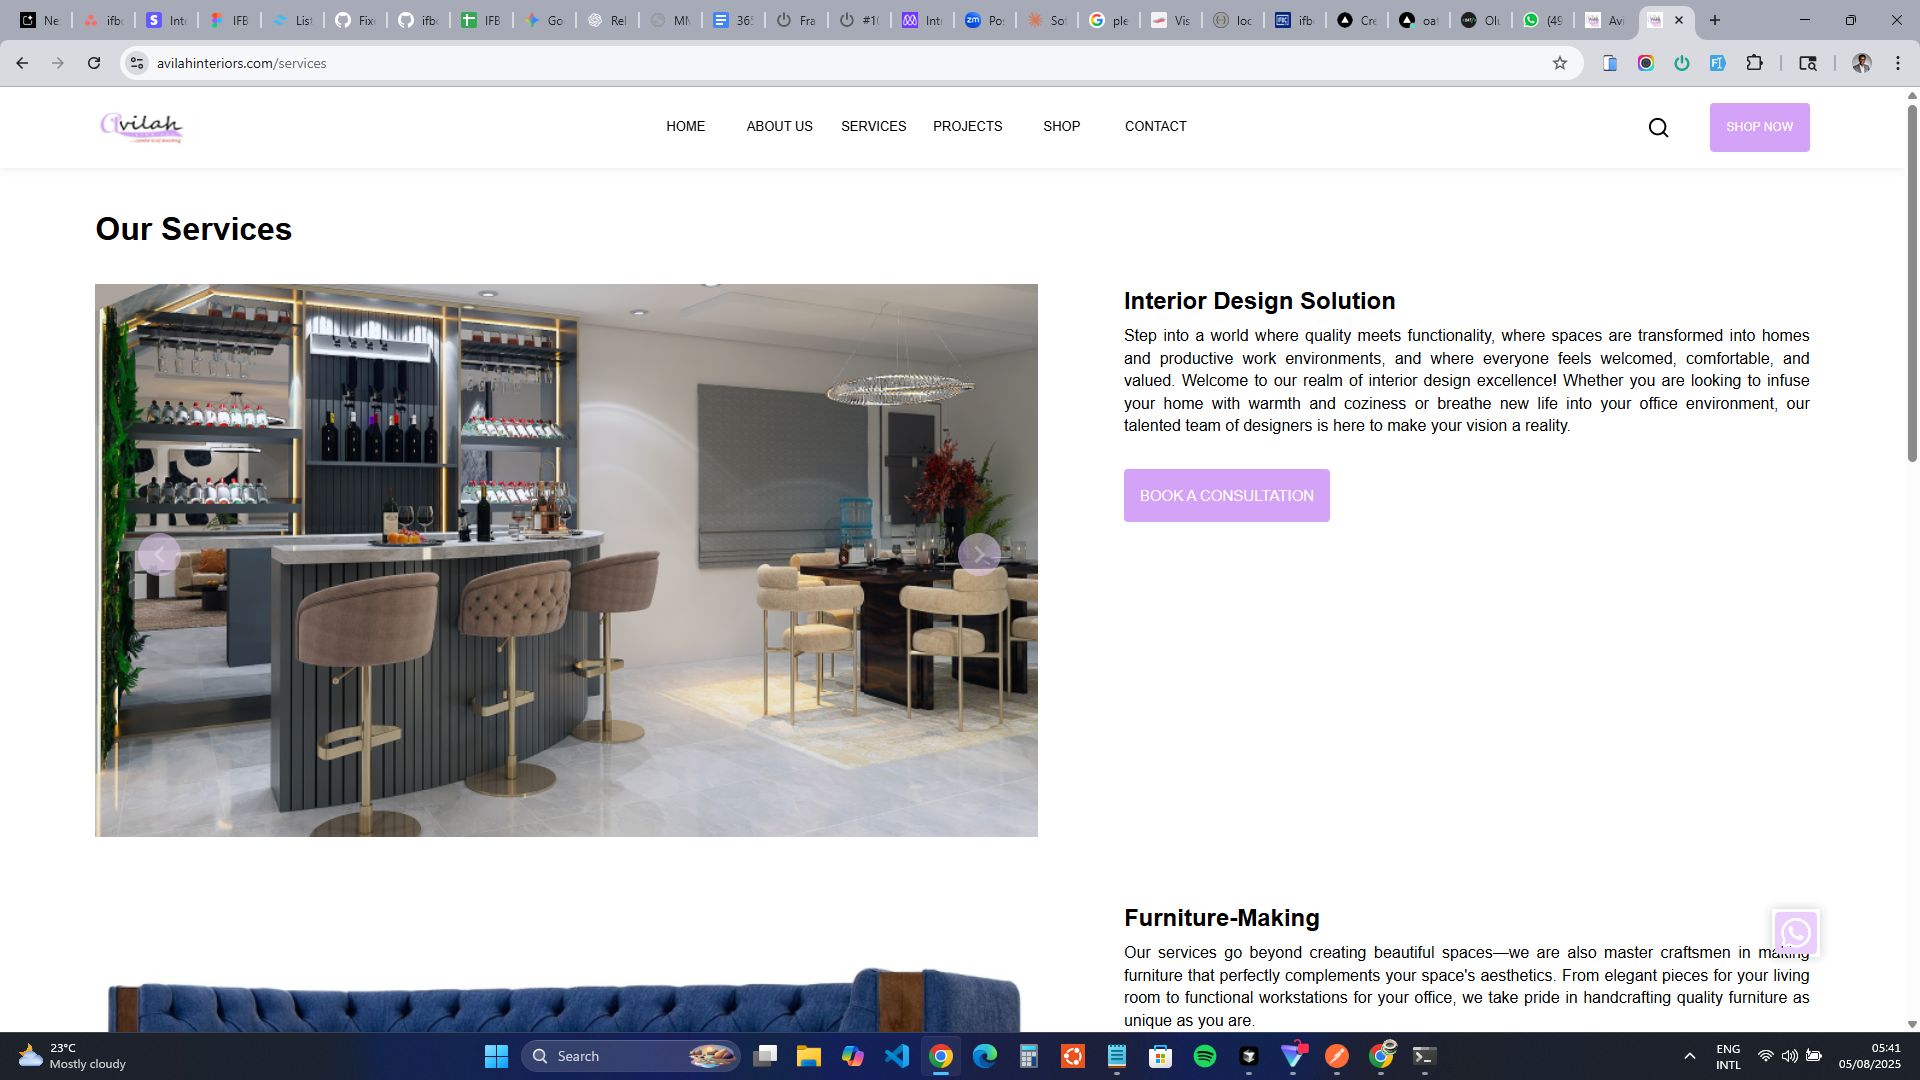 Ne
ifb
Inte
IFB
List
Fix
ifb
IFB
Go
Rel
MN
365
Fra
#10
Intr
Pos
Sof
ple
Vis
loc
ifb
Cre
oat
Olu
(49
Avi
avilahinteriors.com/services
avilah
HOME
ABOUT US
SERVICES
PROJECTS
SHOP
CONTACT
SHOP NOW
Our Services
Interior Design Solution
Step into a world where quality meets functionality, where spaces are transformed into homes
and productive work environments, and where everyone feels welcomed, comfortable, and
valued. Welcome to our realm of interior design excellence! Whether you are looking to infuse
your home with warmth and coziness or breathe new life into your office environment, our
talented team of designers is here to make your vision a reality.
BOOK A CONSULTATION
Furniture-Making
Our services go beyond creating beautiful spaces—we are also master craftsmen in making
furniture that perfectly complements your space's aesthetics. From elegant pieces for your living
room to functional workstations for your office, we take pride in handcrafting quality furniture as
unique as you are.
23°C
Mostly cloudy
Search
ENG
INTL
05:41
05/08/2025